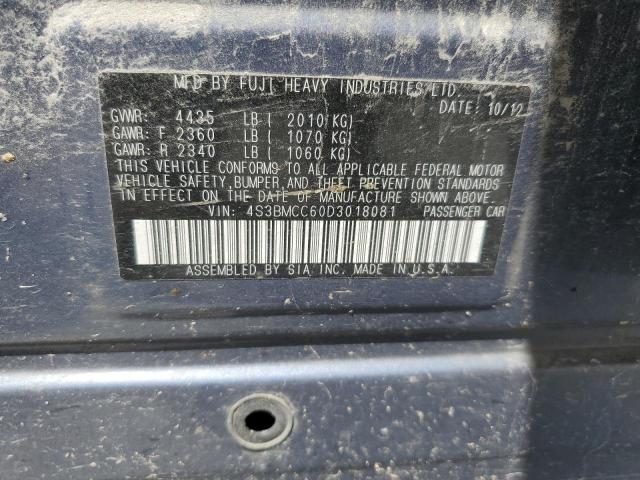 MFD BY FUJI HEAVY INDUSTRIES LTD.
DATE: 10/12
GVWR: 4435 LB ( 2010 KG)
GAWR: F 2360 LB ( 1070 KG)
GAWR: R 2340 LB ( 1060 KG)
THIS VEHICLE CONFORMS TO ALL APPLICABLE FEDERAL MOTOR
VEHICLE SAFETY, BUMPER, AND THEFT PREVENTION STANDARDS
IN EFFECT ON THE DATE OF MANUFACTURE SHOWN ABOVE.
VIN: 4S3BMCC60D3018081 PASSENGER CAR
ASSEMBLED BY SIA INC. MADE IN U.S.A.